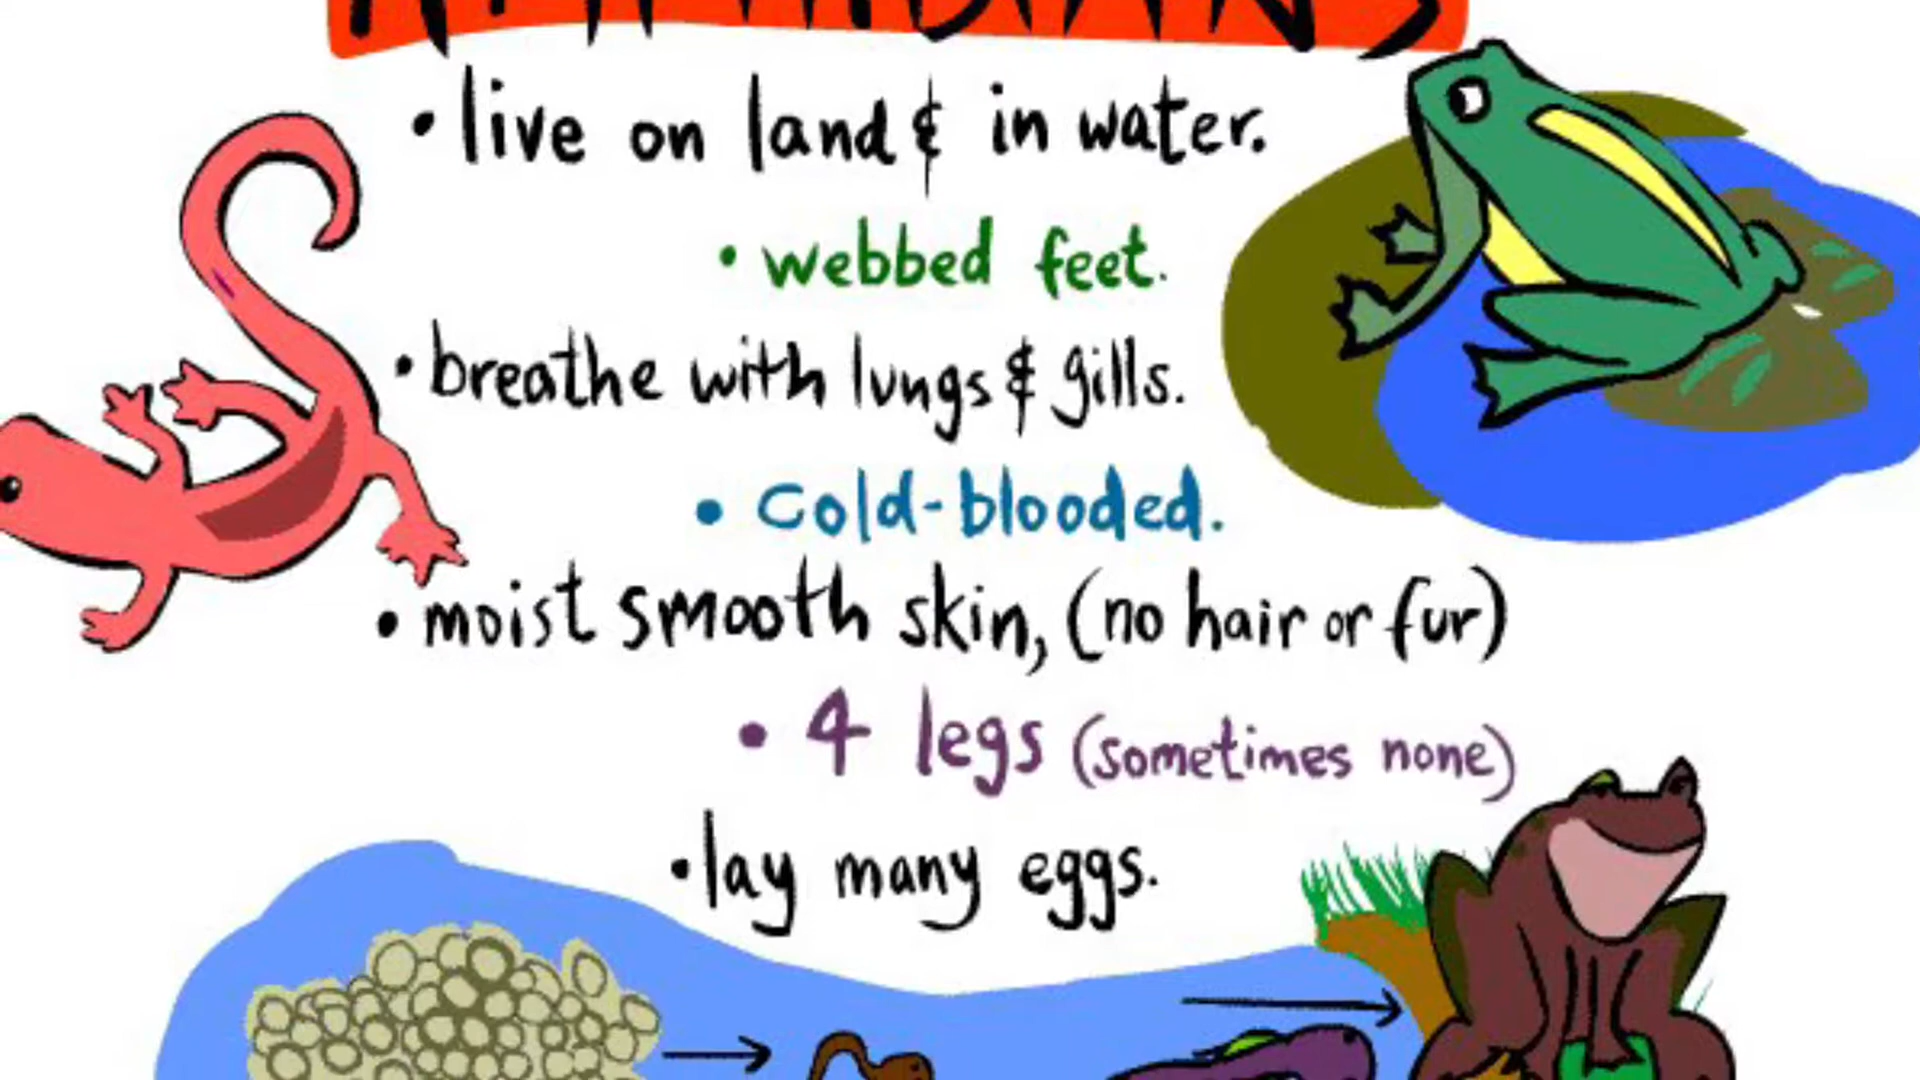 AMPHIBIANS
• live on land & in water.
• webbed feet.
• breathe with lungs & gills.
• cold-blooded.
• moist smooth skin, (no hair or fur)
• 4 legs (sometimes none)
• lay many eggs.